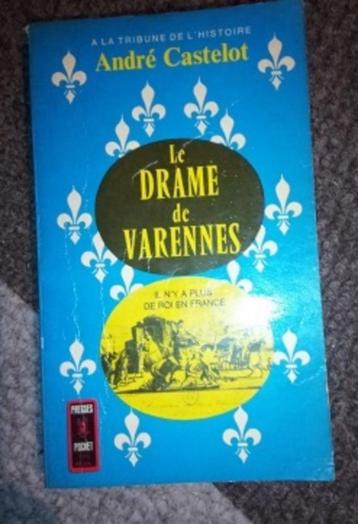 A LA TRIBUNE DE L'HISTOIRE
André Castelot
Le
DRAME
de
VARENNES
IL N'Y A PLUS
DE ROI EN FRANCE
PRESSES
POCKET